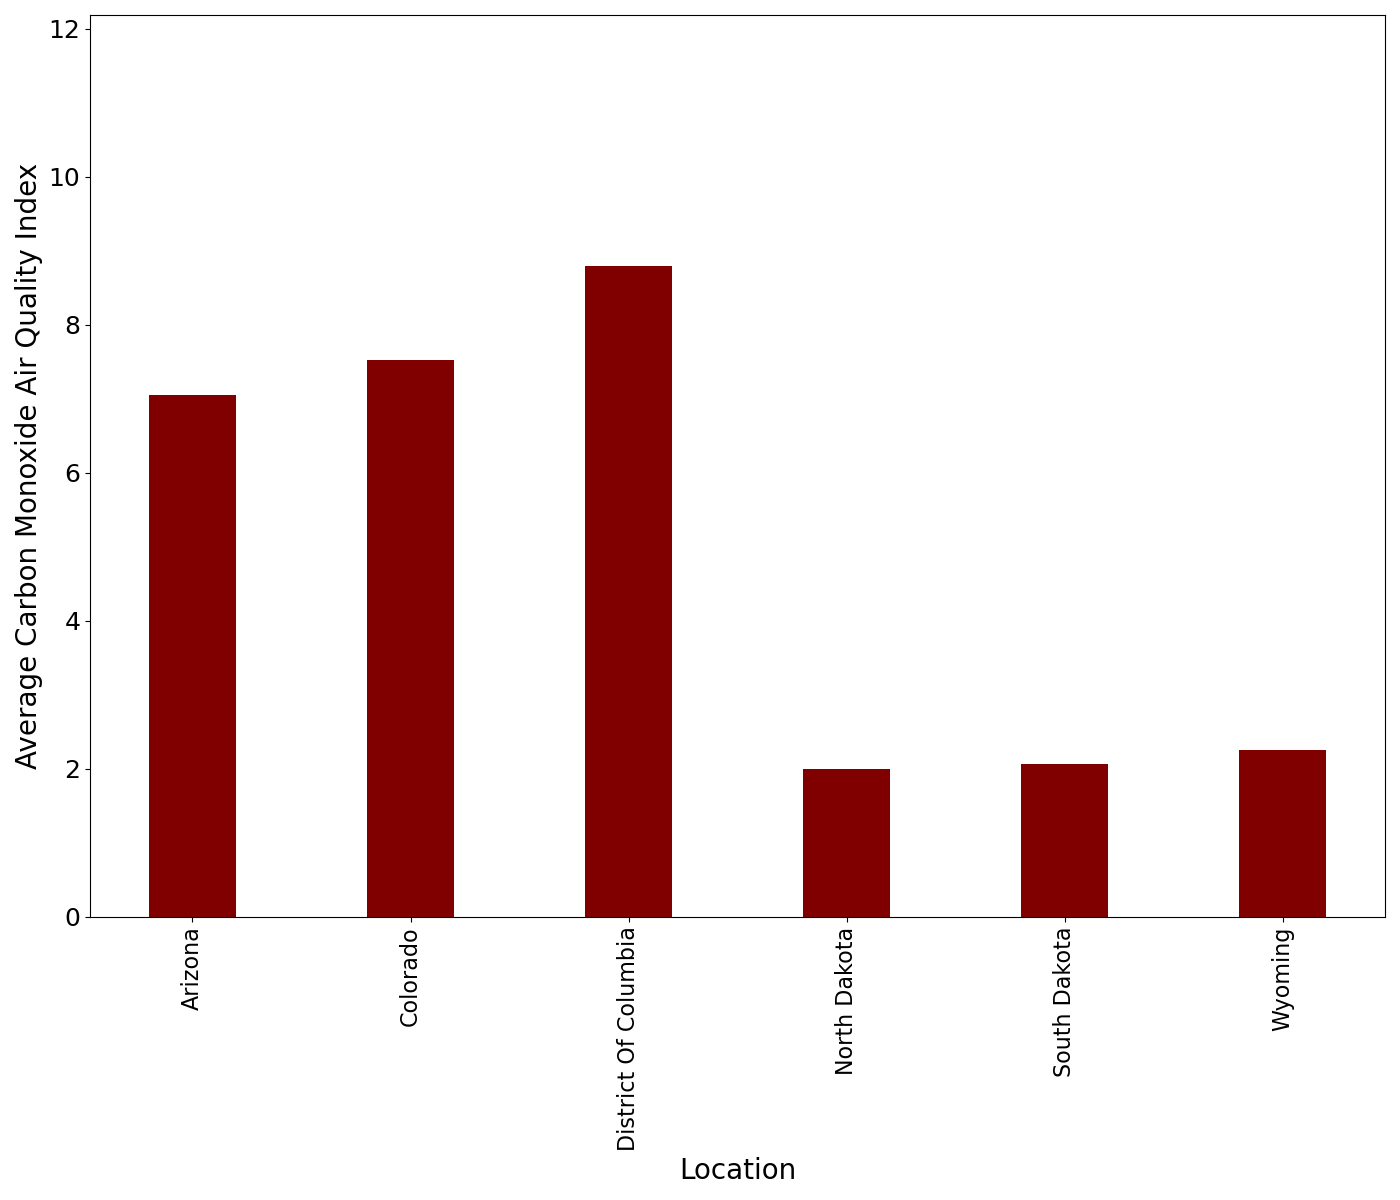 Average Carbon Monoxide Air Quality Index
12
10
8
6
4
2
0
Arizona
Colorado
District Of Columbia
North Dakota
South Dakota
Wyoming
Location